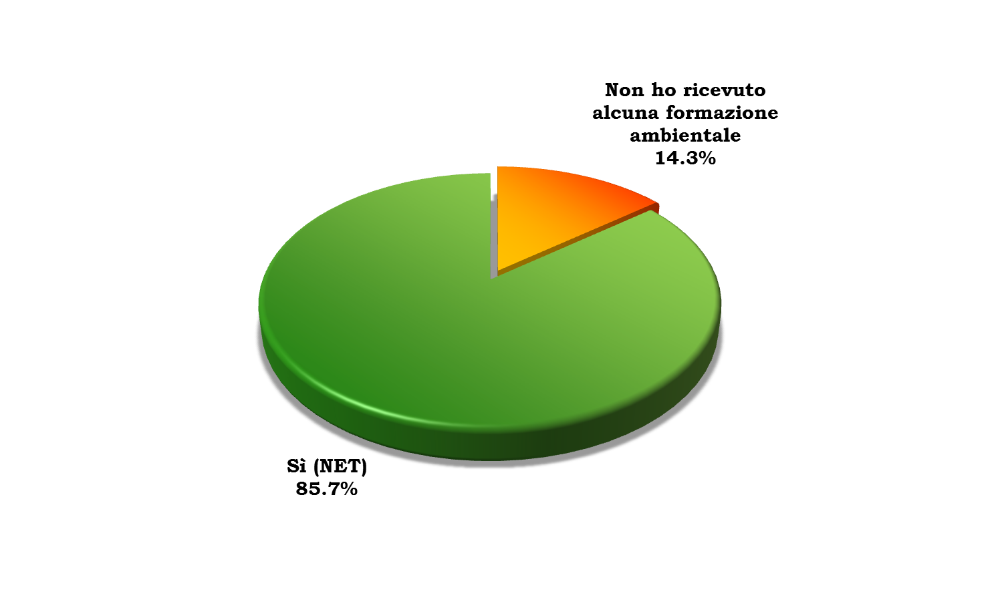 Non ho ricevuto
alcuna formazione
ambientale
14.3%
Sì (NET)
85.7%